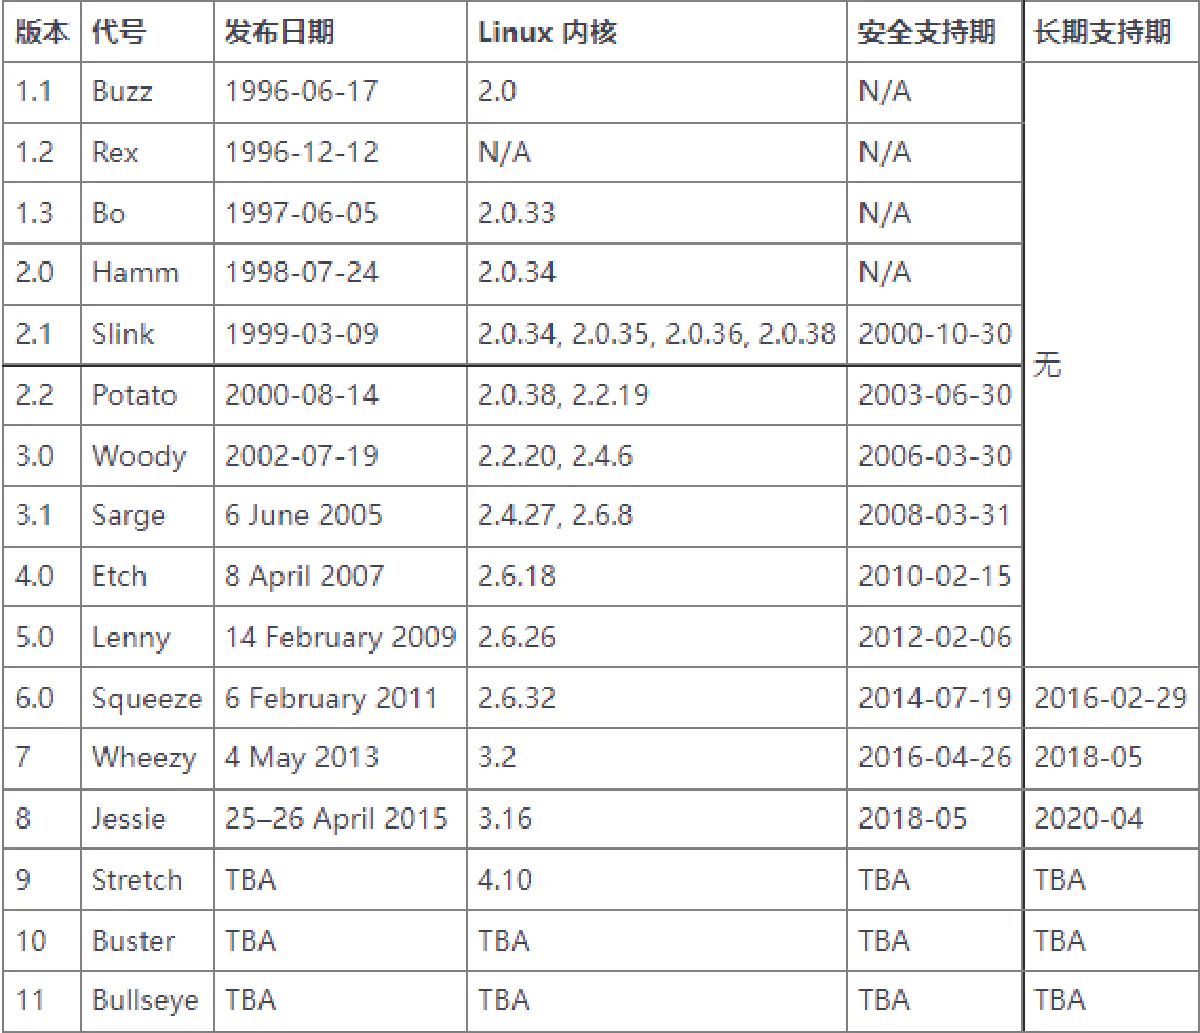 版本 代号 发布日期 Linux 内核 安全支持期 长期支持期
1.1 Buzz 1996-06-17 2.0 N/A
1.2 Rex 1996-12-12 N/A N/A
1.3 Bo 1997-06-05 2.0.33 N/A
2.0 Hamm 1998-07-24 2.0.34 N/A
2.1 Slink 1999-03-09 2.0.34, 2.0.35, 2.0.36, 2.0.38 2000-10-30
无
2.2 Potato 2000-08-14 2.0.38, 2.2.19 2003-06-30
3.0 Woody 2002-07-19 2.2.20, 2.4.6 2006-03-30
3.1 Sarge 6 June 2005 2.4.27, 2.6.8 2008-03-31
4.0 Etch 8 April 2007 2.6.18 2010-02-15
5.0 Lenny 14 February 2009 2.6.26 2012-02-06
6.0 Squeeze 6 February 2011 2.6.32 2014-07-19 2016-02-29
7 Wheezy 4 May 2013 3.2 2016-04-26 2018-05
8 Jessie 25–26 April 2015 3.16 2018-05 2020-04
9 Stretch TBA 4.10 TBA TBA
10 Buster TBA TBA TBA TBA
11 Bullseye TBA TBA TBA TBA